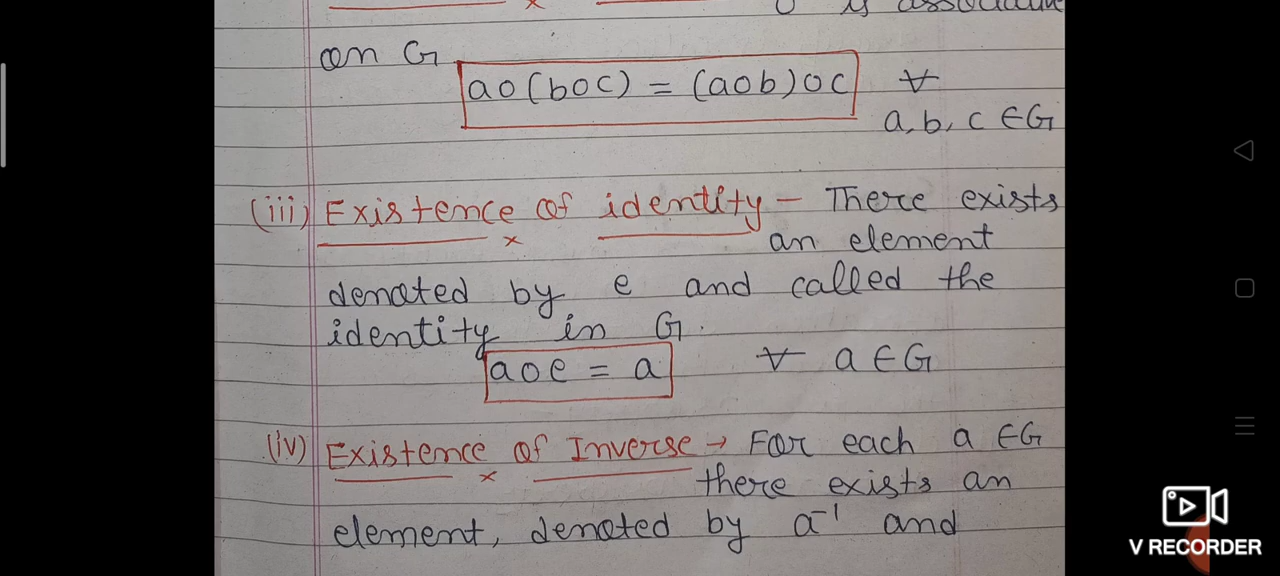 is
on G
ao(boc) = (aob)oc ∀
a, b, c ∈ G
(iii) Existence of identity - There exists
an element
denoted by e and called the
identity in G.
aoe = a ∀ a ∈ G
(iv) Existence of Inverse → For each a ∈ G
there exists an
element, denoted by a⁻¹ and
V RECORDER